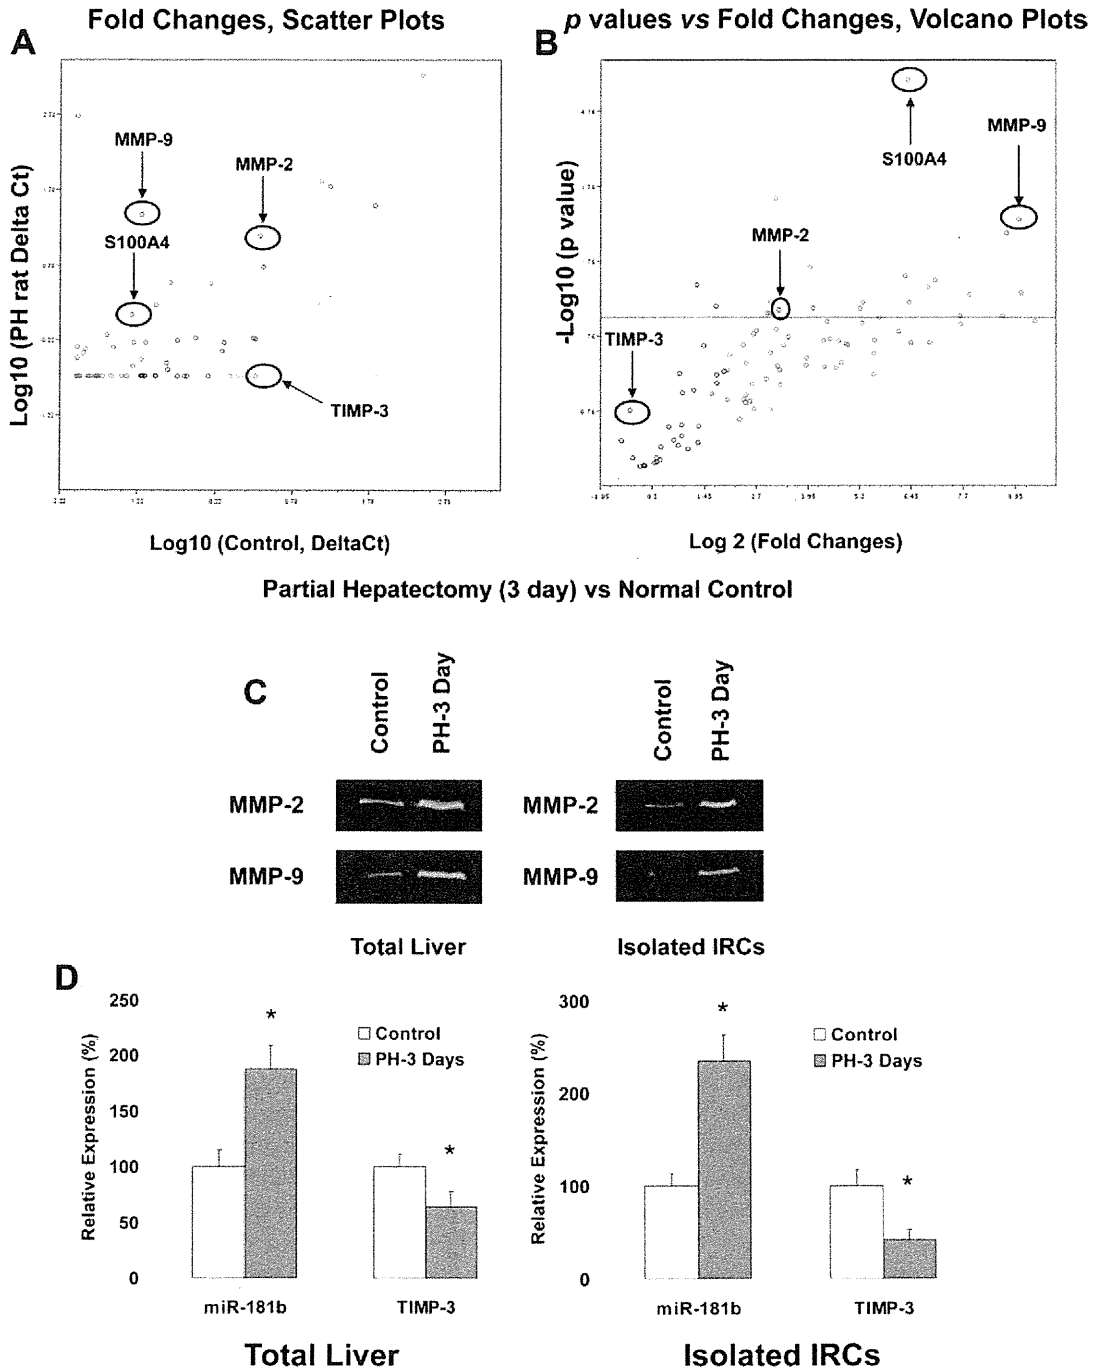 Fold Changes, Scatter Plots
p values vs Fold Changes, Volcano Plots
A
B
MMP-9
MMP-2
S100A4
TIMP-3
Log10 (PH rat Delta Ct)
Log10 (Control, DeltaCt)
S100A4
MMP-9
MMP-2
TIMP-3
-Log10 (p value)
Log 2 (Fold Changes)
Partial Hepatectomy (3 day) vs Normal Control
C
Control
PH-3 Day
Control
PH-3 Day
MMP-2
MMP-2
MMP-9
MMP-9
Total Liver
Isolated IRCs
D
250
200
150
100
50
0
Relative Expression (%)
*
*
Control
PH-3 Days
miR-181b
TIMP-3
Total Liver
300
200
100
0
Relative Expression (%)
*
*
Control
PH-3 Days
miR-181b
TIMP-3
Isolated IRCs